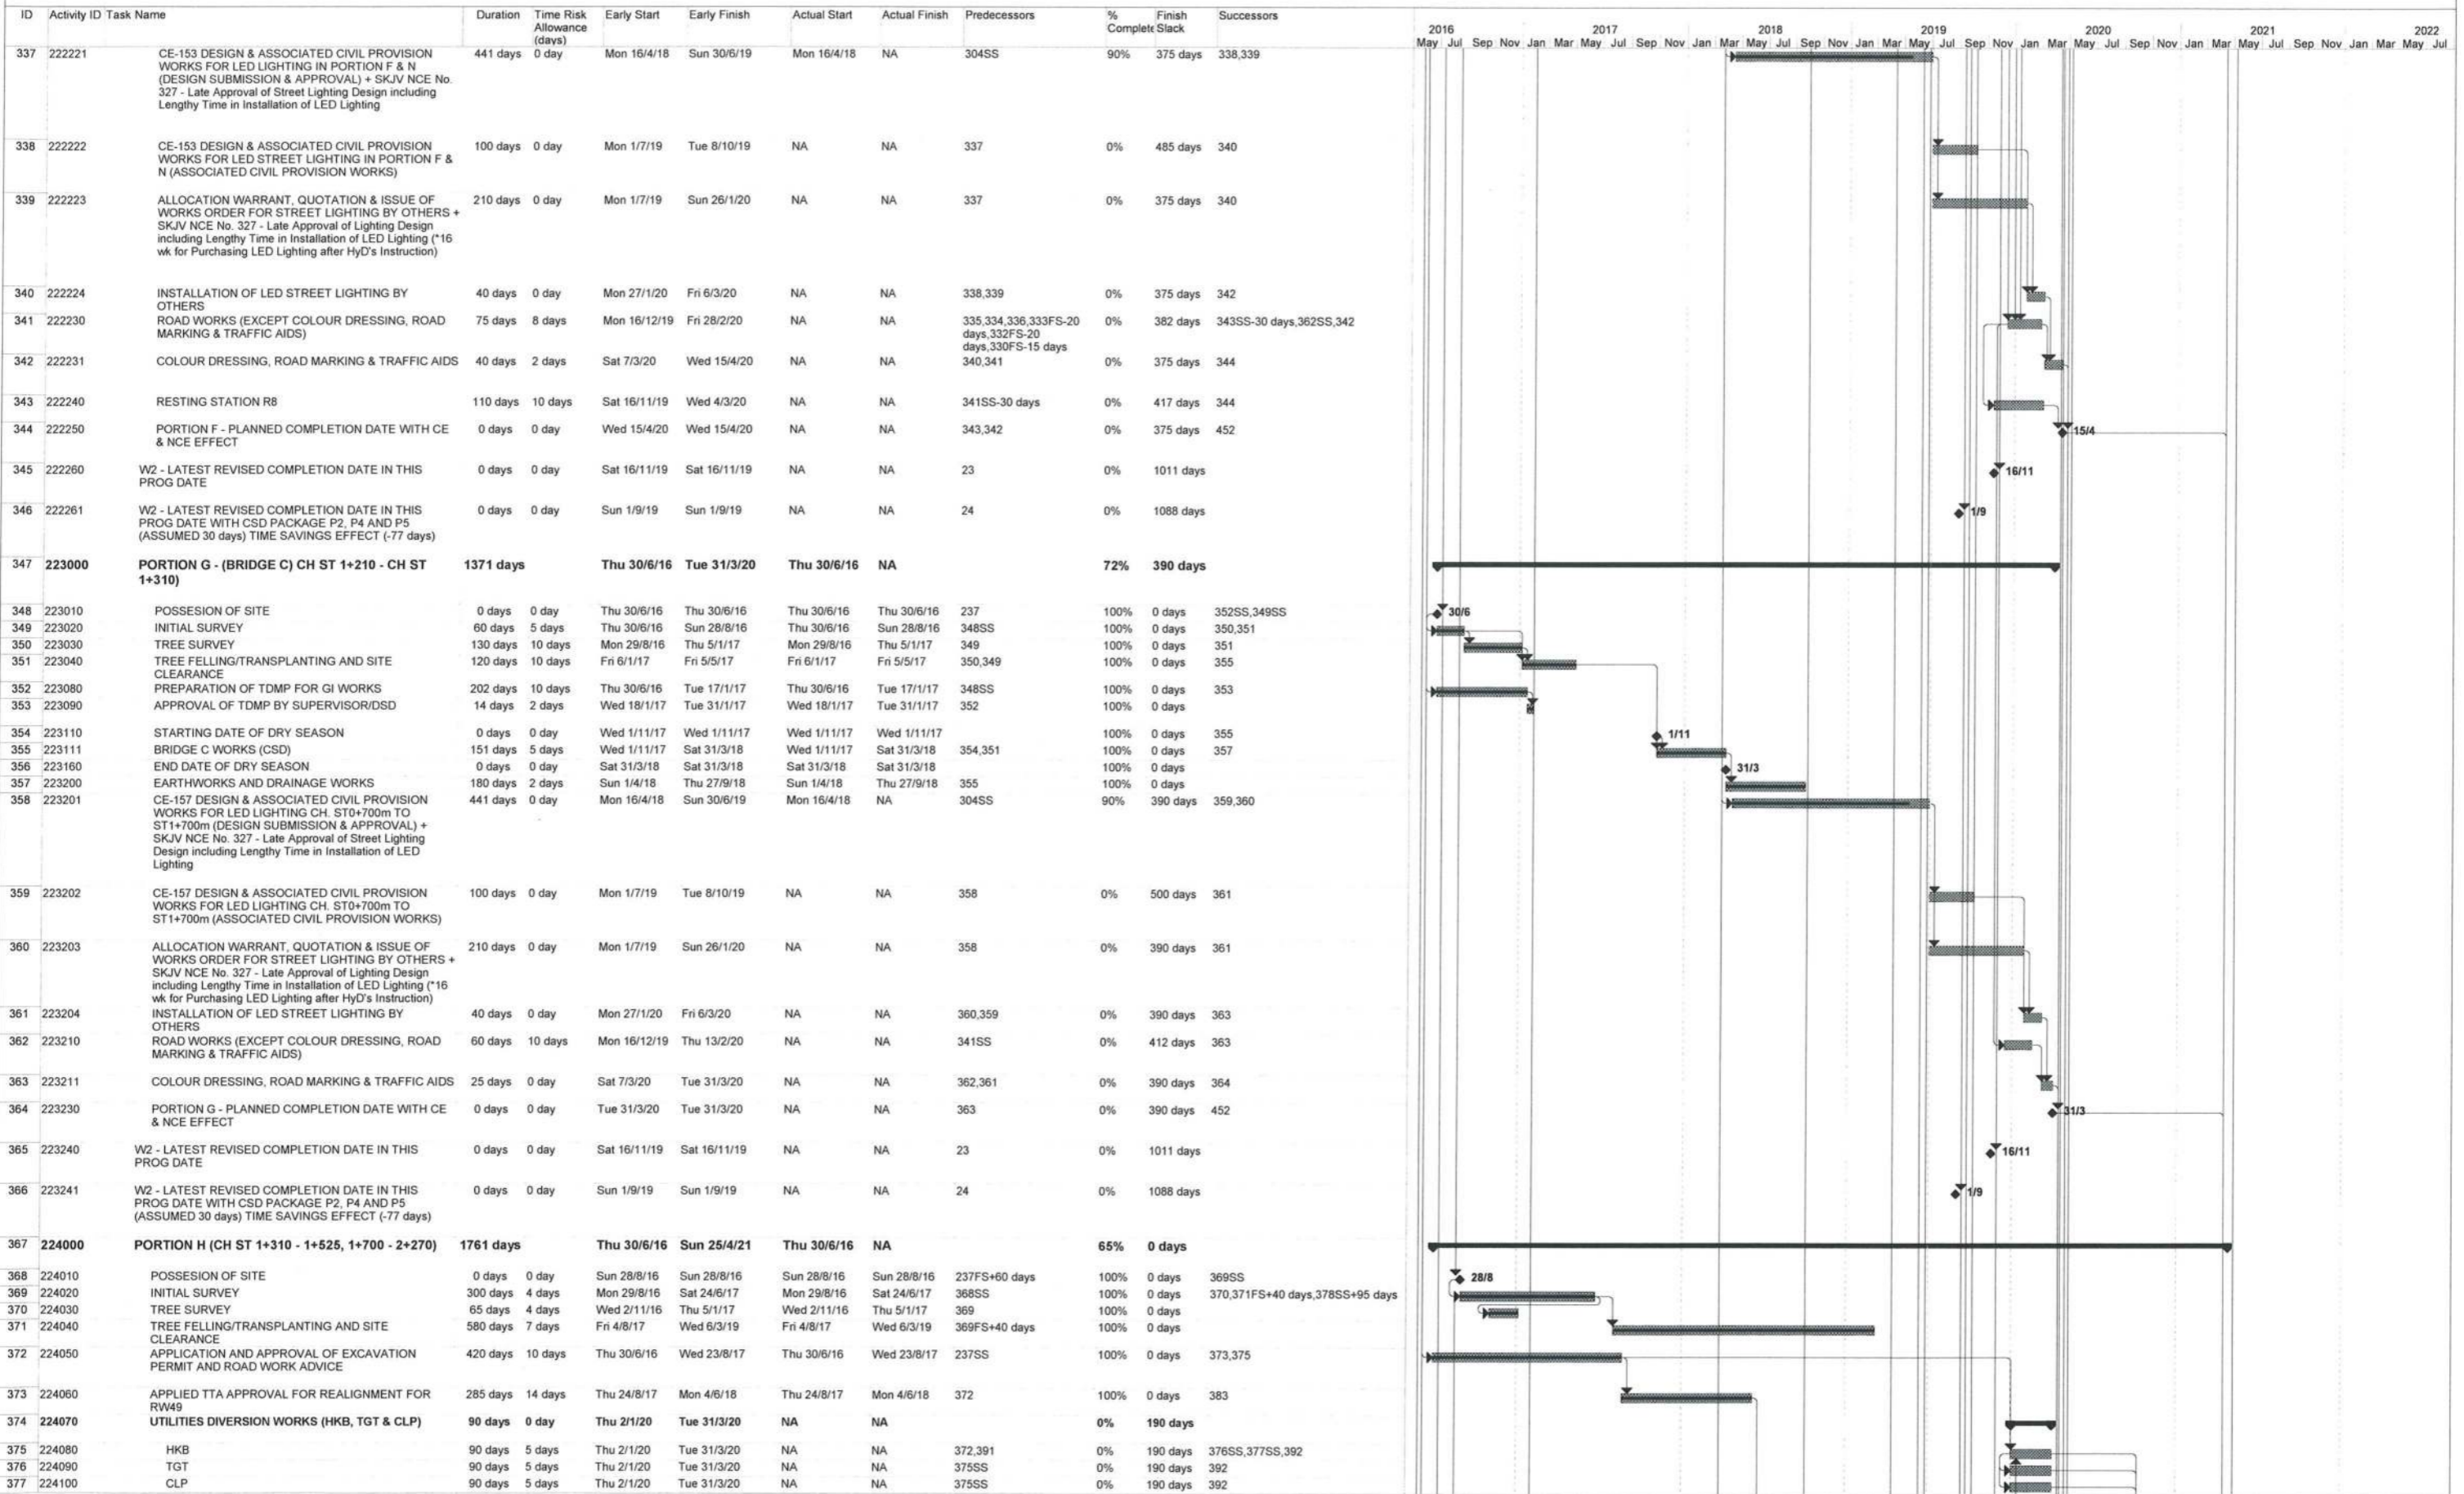 ID Activity ID Task Name Duration Time Risk Early Start Early Finish Actual Start Actual Finish Predecessors % Finish Successors
Allowance Complete Slack
(days)
2016 2017 2018 2019 2020 2021 2022
May Jul Sep Nov Jan Mar May Jul Sep Nov Jan Mar May Jul Sep Nov Jan Mar May Jul Sep Nov Jan Mar May Jul Sep Nov Jan Mar May Jul Sep Nov Jan Mar May Jul
337 222221 CE-153 DESIGN & ASSOCIATED CIVIL PROVISION 441 days 0 day Mon 16/4/18 Sun 30/6/19 Mon 16/4/18 NA 304SS 90% 375 days 338,339
WORKS FOR LED LIGHTING IN PORTION F & N
(DESIGN SUBMISSION & APPROVAL) + SKJV NCE No.
327 - Late Approval of Street Lighting Design including
Lengthy Time in Installation of LED Lighting
338 222222 CE-153 DESIGN & ASSOCIATED CIVIL PROVISION 100 days 0 day Mon 1/7/19 Tue 8/10/19 NA NA 337 0% 485 days 340
WORKS FOR LED STREET LIGHTING IN PORTION F &
N (ASSOCIATED CIVIL PROVISION WORKS)
339 222223 ALLOCATION WARRANT, QUOTATION & ISSUE OF 210 days 0 day Mon 1/7/19 Sun 26/1/20 NA NA 337 0% 375 days 340
WORKS ORDER FOR STREET LIGHTING BY OTHERS +
SKJV NCE No. 327 - Late Approval of Lighting Design
including Lengthy Time in Installation of LED Lighting (*16
wk for Purchasing LED Lighting after HyD's Instruction)
340 222224 INSTALLATION OF LED STREET LIGHTING BY 40 days 0 day Mon 27/1/20 Fri 6/3/20 NA NA 338,339 0% 375 days 342
OTHERS
341 222230 ROAD WORKS (EXCEPT COLOUR DRESSING, ROAD 75 days 8 days Mon 16/12/19 Fri 28/2/20 NA NA 335,334,336,333FS-20 0% 382 days 343SS-30 days,362SS,342
MARKING & TRAFFIC AIDS) days,332FS-20
days,330FS-15 days
342 222231 COLOUR DRESSING, ROAD MARKING & TRAFFIC AIDS 40 days 2 days Sat 7/3/20 Wed 15/4/20 NA NA 340,341 0% 375 days 344
343 222240 RESTING STATION R8 110 days 10 days Sat 16/11/19 Wed 4/3/20 NA NA 341SS-30 days 0% 417 days 344
344 222250 PORTION F - PLANNED COMPLETION DATE WITH CE 0 days 0 day Wed 15/4/20 Wed 15/4/20 NA NA 343,342 0% 375 days 452 15/4
& NCE EFFECT
345 222260 W2 - LATEST REVISED COMPLETION DATE IN THIS 0 days 0 day Sat 16/11/19 Sat 16/11/19 NA NA 23 0% 1011 days 16/11
PROG DATE
346 222261 W2 - LATEST REVISED COMPLETION DATE IN THIS 0 days 0 day Sun 1/9/19 Sun 1/9/19 NA NA 24 0% 1088 days 1/9
PROG DATE WITH CSD PACKAGE P2, P4 AND P5
(ASSUMED 30 days) TIME SAVINGS EFFECT (-77 days)
347 223000 PORTION G - (BRIDGE C) CH ST 1+210 - CH ST 1371 days Thu 30/6/16 Tue 31/3/20 Thu 30/6/16 NA 72% 390 days
1+310)
348 223010 POSSESION OF SITE 0 days 0 day Thu 30/6/16 Thu 30/6/16 Thu 30/6/16 Thu 30/6/16 237 100% 0 days 352SS,349SS 30/6
349 223020 INITIAL SURVEY 60 days 5 days Thu 30/6/16 Sun 28/8/16 Thu 30/6/16 Sun 28/8/16 348SS 100% 0 days 350,351
350 223030 TREE SURVEY 130 days 10 days Mon 29/8/16 Thu 5/1/17 Mon 29/8/16 Thu 5/1/17 349 100% 0 days 351
351 223040 TREE FELLING/TRANSPLANTING AND SITE 120 days 10 days Fri 6/1/17 Fri 5/5/17 Fri 6/1/17 Fri 5/5/17 350,349 100% 0 days 355
CLEARANCE
352 223080 PREPARATION OF TDMP FOR GI WORKS 202 days 10 days Thu 30/6/16 Tue 17/1/17 Thu 30/6/16 Tue 17/1/17 348SS 100% 0 days 353
353 223090 APPROVAL OF TDMP BY SUPERVISOR/DSD 14 days 2 days Wed 18/1/17 Tue 31/1/17 Wed 18/1/17 Tue 31/1/17 352 100% 0 days
354 223110 STARTING DATE OF DRY SEASON 0 days 0 day Wed 1/11/17 Wed 1/11/17 Wed 1/11/17 Wed 1/11/17 100% 0 days 355 1/11
355 223111 BRIDGE C WORKS (CSD) 151 days 5 days Wed 1/11/17 Sat 31/3/18 Wed 1/11/17 Sat 31/3/18 354,351 100% 0 days 357
356 223160 END DATE OF DRY SEASON 0 days 0 day Sat 31/3/18 Sat 31/3/18 Sat 31/3/18 Sat 31/3/18 100% 0 days 31/3
357 223200 EARTHWORKS AND DRAINAGE WORKS 180 days 2 days Sun 1/4/18 Thu 27/9/18 Sun 1/4/18 Thu 27/9/18 355 100% 0 days
358 223201 CE-157 DESIGN & ASSOCIATED CIVIL PROVISION 441 days 0 day Mon 16/4/18 Sun 30/6/19 Mon 16/4/18 NA 304SS 90% 390 days 359,360
WORKS FOR LED LIGHTING CH. ST0+700m TO
ST1+700m (DESIGN SUBMISSION & APPROVAL) +
SKJV NCE No. 327 - Late Approval of Street Lighting
Design including Lengthy Time in Installation of LED
Lighting
359 223202 CE-157 DESIGN & ASSOCIATED CIVIL PROVISION 100 days 0 day Mon 1/7/19 Tue 8/10/19 NA NA 358 0% 500 days 361
WORKS FOR LED LIGHTING CH. ST0+700m TO
ST1+700m (ASSOCIATED CIVIL PROVISION WORKS)
360 223203 ALLOCATION WARRANT, QUOTATION & ISSUE OF 210 days 0 day Mon 1/7/19 Sun 26/1/20 NA NA 358 0% 390 days 361
WORKS ORDER FOR STREET LIGHTING BY OTHERS +
SKJV NCE No. 327 - Late Approval of Lighting Design
including Lengthy Time in Installation of LED Lighting (*16
wk for Purchasing LED Lighting after HyD's Instruction)
361 223204 INSTALLATION OF LED STREET LIGHTING BY 40 days 0 day Mon 27/1/20 Fri 6/3/20 NA NA 360,359 0% 390 days 363
OTHERS
362 223210 ROAD WORKS (EXCEPT COLOUR DRESSING, ROAD 60 days 10 days Mon 16/12/19 Thu 13/2/20 NA NA 341SS 0% 412 days 363
MARKING & TRAFFIC AIDS)
363 223211 COLOUR DRESSING, ROAD MARKING & TRAFFIC AIDS 25 days 0 day Sat 7/3/20 Tue 31/3/20 NA NA 362,361 0% 390 days 364
364 223230 PORTION G - PLANNED COMPLETION DATE WITH CE 0 days 0 day Tue 31/3/20 Tue 31/3/20 NA NA 363 0% 390 days 452 31/3
& NCE EFFECT
365 223240 W2 - LATEST REVISED COMPLETION DATE IN THIS 0 days 0 day Sat 16/11/19 Sat 16/11/19 NA NA 23 0% 1011 days 16/11
PROG DATE
366 223241 W2 - LATEST REVISED COMPLETION DATE IN THIS 0 days 0 day Sun 1/9/19 Sun 1/9/19 NA NA 24 0% 1088 days 1/9
PROG DATE WITH CSD PACKAGE P2, P4 AND P5
(ASSUMED 30 days) TIME SAVINGS EFFECT (-77 days)
367 224000 PORTION H (CH ST 1+310 - 1+525, 1+700 - 2+270) 1761 days Thu 30/6/16 Sun 25/4/21 Thu 30/6/16 NA 65% 0 days
368 224010 POSSESION OF SITE 0 days 0 day Sun 28/8/16 Sun 28/8/16 Sun 28/8/16 Sun 28/8/16 237FS+60 days 100% 0 days 369SS 28/8
369 224020 INITIAL SURVEY 300 days 4 days Mon 29/8/16 Sat 24/6/17 Mon 29/8/16 Sat 24/6/17 368SS 100% 0 days 370,371FS+40 days,378SS+95 days
370 224030 TREE SURVEY 65 days 4 days Wed 2/11/16 Thu 5/1/17 Wed 2/11/16 Thu 5/1/17 369 100% 0 days
371 224040 TREE FELLING/TRANSPLANTING AND SITE 580 days 7 days Fri 4/8/17 Wed 6/3/19 Fri 4/8/17 Wed 6/3/19 369FS+40 days 100% 0 days
CLEARANCE
372 224050 APPLICATION AND APPROVAL OF EXCAVATION 420 days 10 days Thu 30/6/16 Wed 23/8/17 Thu 30/6/16 Wed 23/8/17 237SS 100% 0 days 373,375
PERMIT AND ROAD WORK ADVICE
373 224060 APPLIED TTA APPROVAL FOR REALIGNMENT FOR 285 days 14 days Thu 24/8/17 Mon 4/6/18 Thu 24/8/17 Mon 4/6/18 372 100% 0 days 383
RW49
374 224070 UTILITIES DIVERSION WORKS (HKB, TGT & CLP) 90 days 0 day Thu 2/1/20 Tue 31/3/20 NA NA 0% 190 days
375 224080 HKB 90 days 5 days Thu 2/1/20 Tue 31/3/20 NA NA 372,391 0% 190 days 376SS,377SS,392
376 224090 TGT 90 days 5 days Thu 2/1/20 Tue 31/3/20 NA NA 375SS 0% 190 days 392
377 224100 CLP 90 days 5 days Thu 2/1/20 Tue 31/3/20 NA NA 375SS 0% 190 days 392